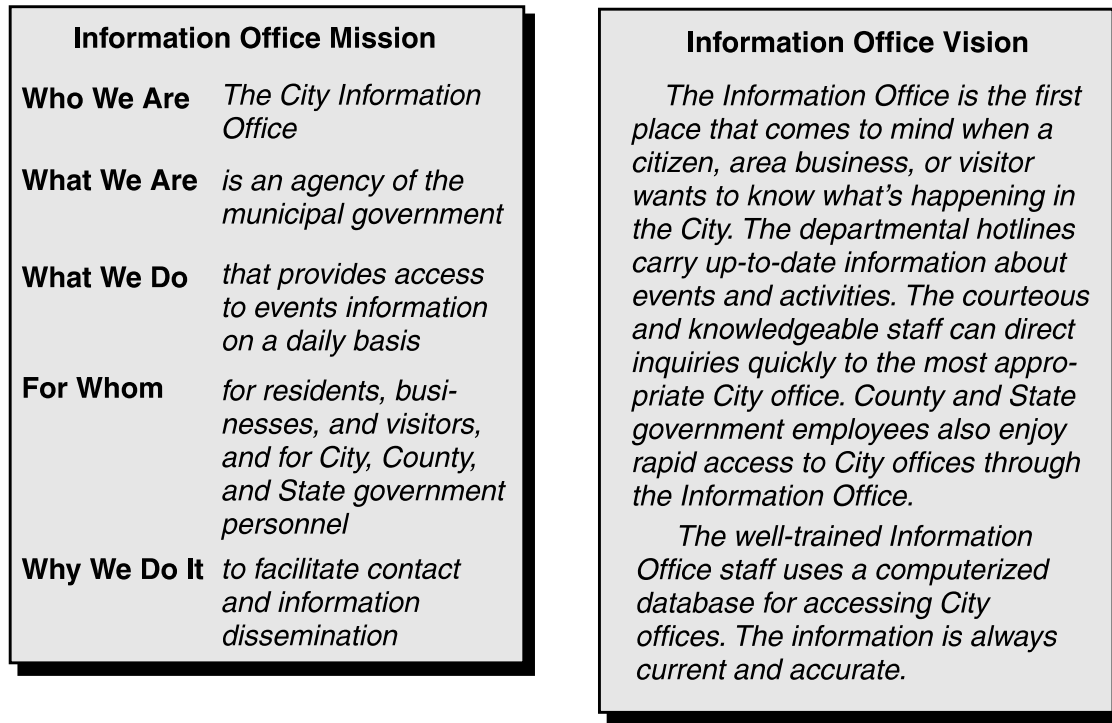 Information Office Mission
Who We Are The City Information
Office
What We Are is an agency of the
municipal government
What We Do that provides access
to events information
on a daily basis
For Whom for residents, busi-
nesses, and visitors,
and for City, County,
and State government
personnel
Why We Do It to facilitate contact
and information
dissemination
Information Office Vision
The Information Office is the first
place that comes to mind when a
citizen, area business, or visitor
wants to know what's happening in
the City. The departmental hotlines
carry up-to-date information about
events and activities. The courteous
and knowledgeable staff can direct
inquiries quickly to the most appro-
priate City office. County and State
government employees also enjoy
rapid access to City offices through
the Information Office.
The well-trained Information
Office staff uses a computerized
database for accessing City
offices. The information is always
current and accurate.